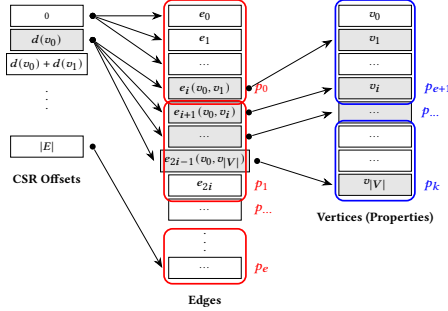 0
d(v₀)
d(v₀) + d(v₁)
⋮
|E|
CSR Offsets
e₀
e₁
...
eᵢ(v₀, v₁)
p₀
eᵢ₊₁(v₀, vᵢ)
...
e₂ᵢ₋₁(v₀, v|V|)
e₂ᵢ
p₁
...
p...
⋮
...
pₑ
Edges
v₀
v₁
...
vᵢ
pₑ₊₁
...
p...
...
...
v|V|
pₖ
Vertices (Properties)